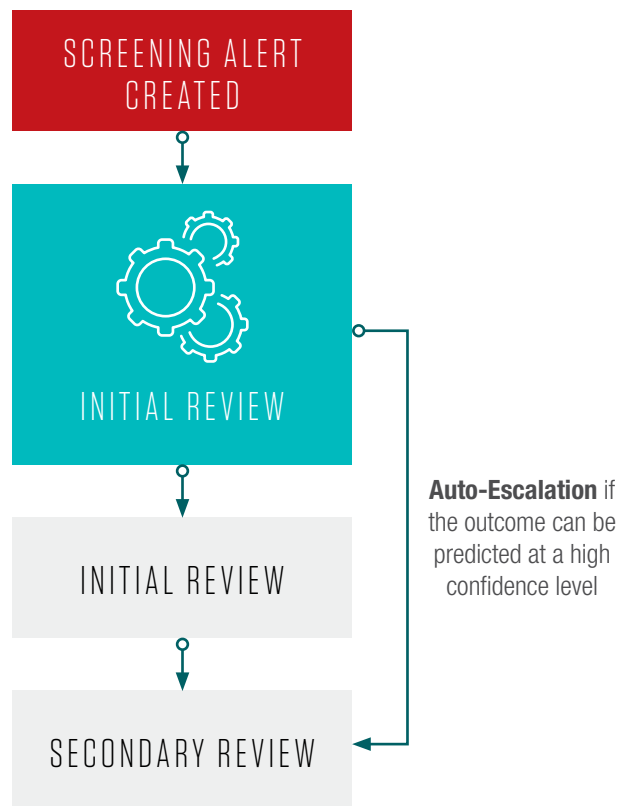 SCREENING ALERT
CREATED
INITIAL REVIEW
Auto-Escalation if
the outcome can be
predicted at a high
confidence level
INITIAL REVIEW
SECONDARY REVIEW